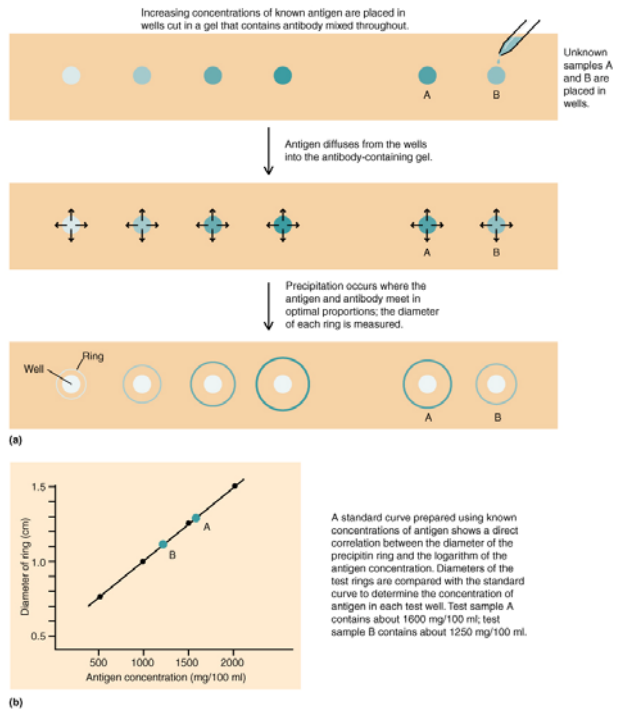 Increasing concentrations of known antigen are placed in
wells cut in a gel that contains antibody mixed throughout.
Unknown
samples A
and B are
placed in
wells.
A
B
Antigen diffuses from the wells
into the antibody-containing gel.
A
B
Precipitation occurs where the
antigen and antibody meet in
optimal proportions; the diameter
of each ring is measured.
Ring
Well
A
B
(a)
1.5
1.0
0.5
Diameter of ring (cm)
A
B
500 1000 1500 2000
Antigen concentration (mg/100 ml)
A standard curve prepared using known
concentrations of antigen shows a direct
correlation between the diameter of the
precipitin ring and the logarithm of the
antigen concentration. Diameters of the
test rings are compared with the standard
curve to determine the concentration of
antigen in each test well. Test sample A
contains about 1600 mg/100 ml; test
sample B contains about 1250 mg/100 ml.
(b)